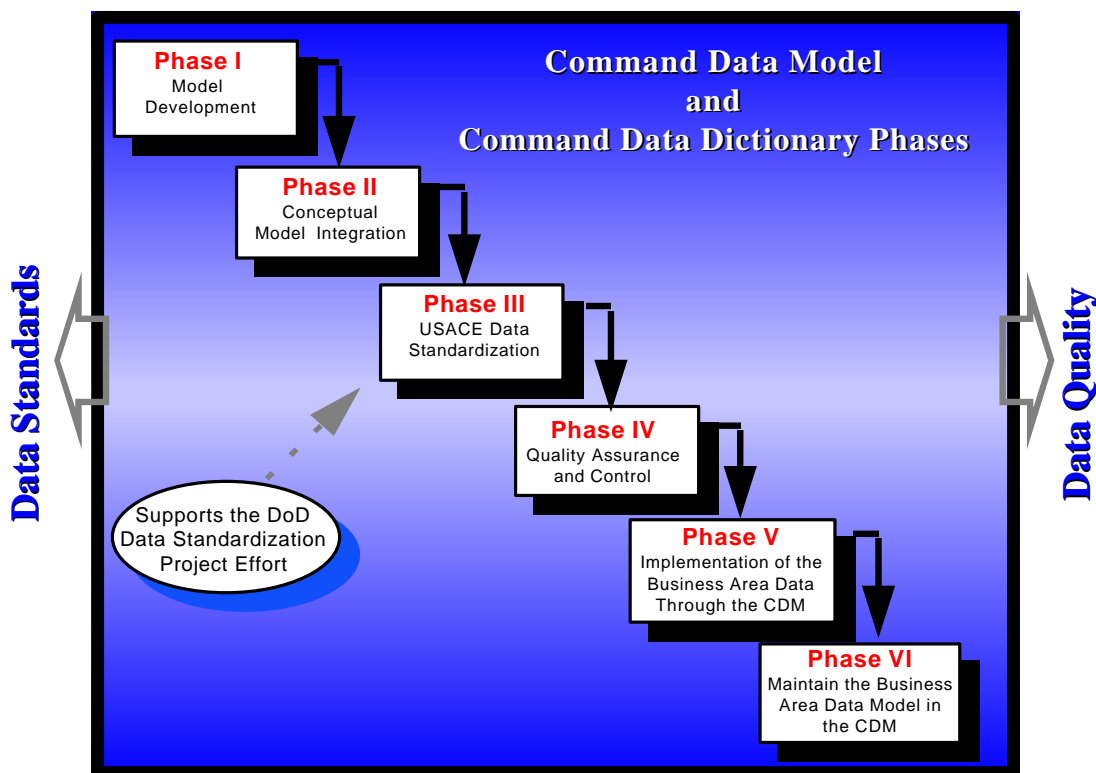 Command Data Model
and
Command Data Dictionary Phases
Phase I
Model
Development
Phase II
Conceptual
Model Integration
Phase III
USACE Data
Standardization
Phase IV
Quality Assurance
and Control
Phase V
Implementation of the
Business Area Data
Through the CDM
Phase VI
Maintain the Business
Area Data Model in
the CDM
Supports the DoD
Data Standardization
Project Effort
Data Standards
Data Quality